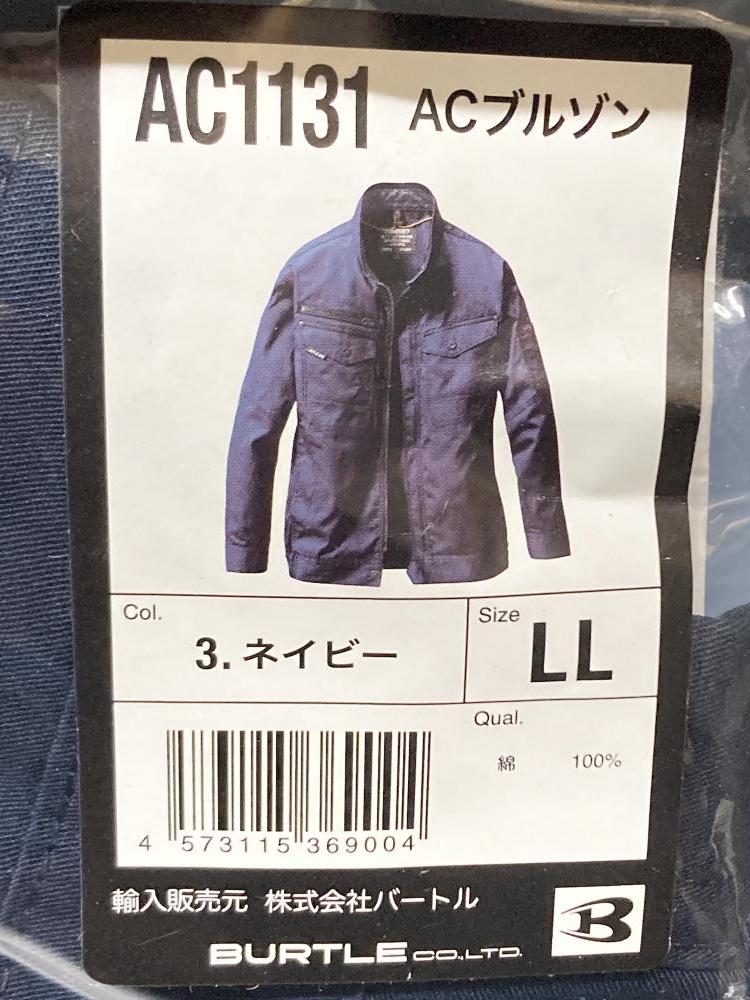 AC1131 ACブルゾン
Col.
3.ネイビー
Size
LL
Qual.
綿 100%
4 573115 369004
輸入販売元 株式会社バートル
B
BURTLE CO.,LTD.